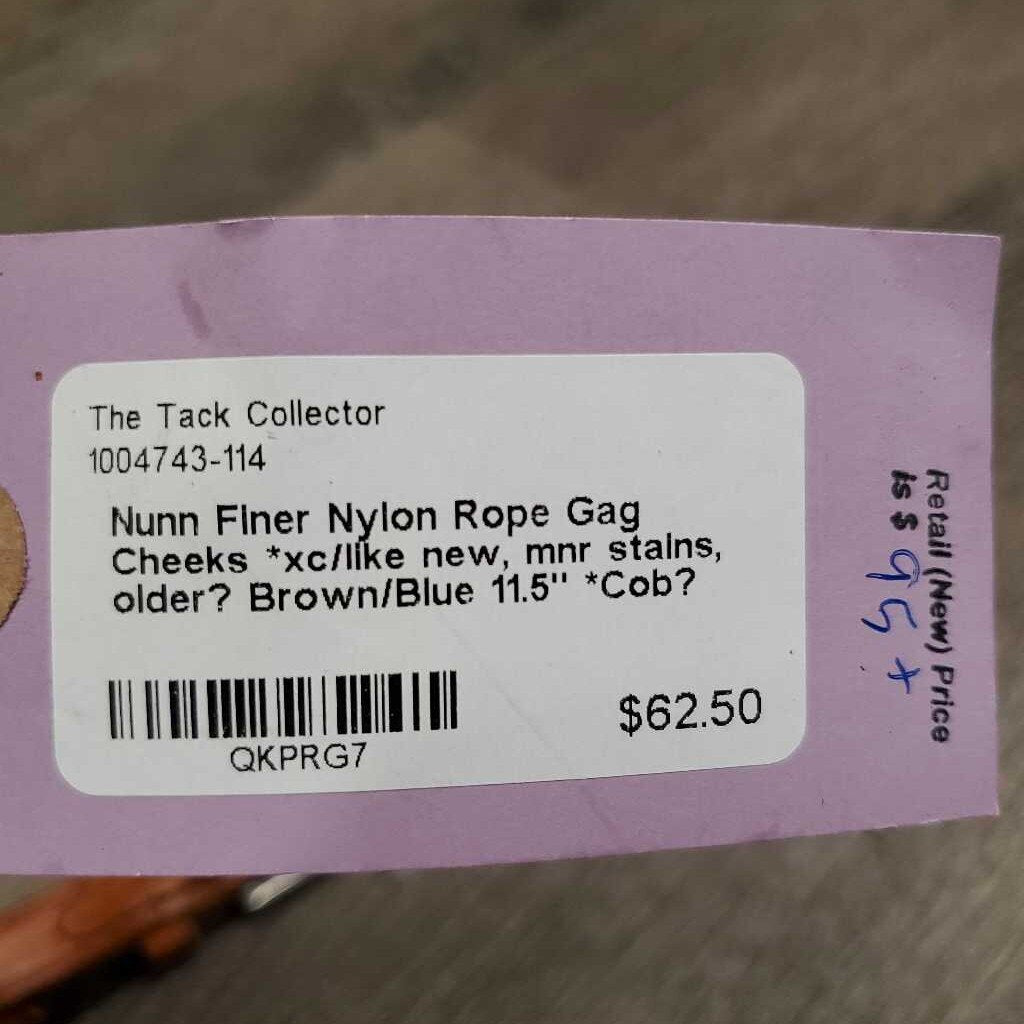 The Tack Collector
1004743-114
Nunn Finer Nylon Rope Gag
Cheeks *xc/like new, mnr stains,
older? Brown/Blue 11.5" *Cob?
QKPRG7
$62.50
Retail (New) Price
is $ 95+